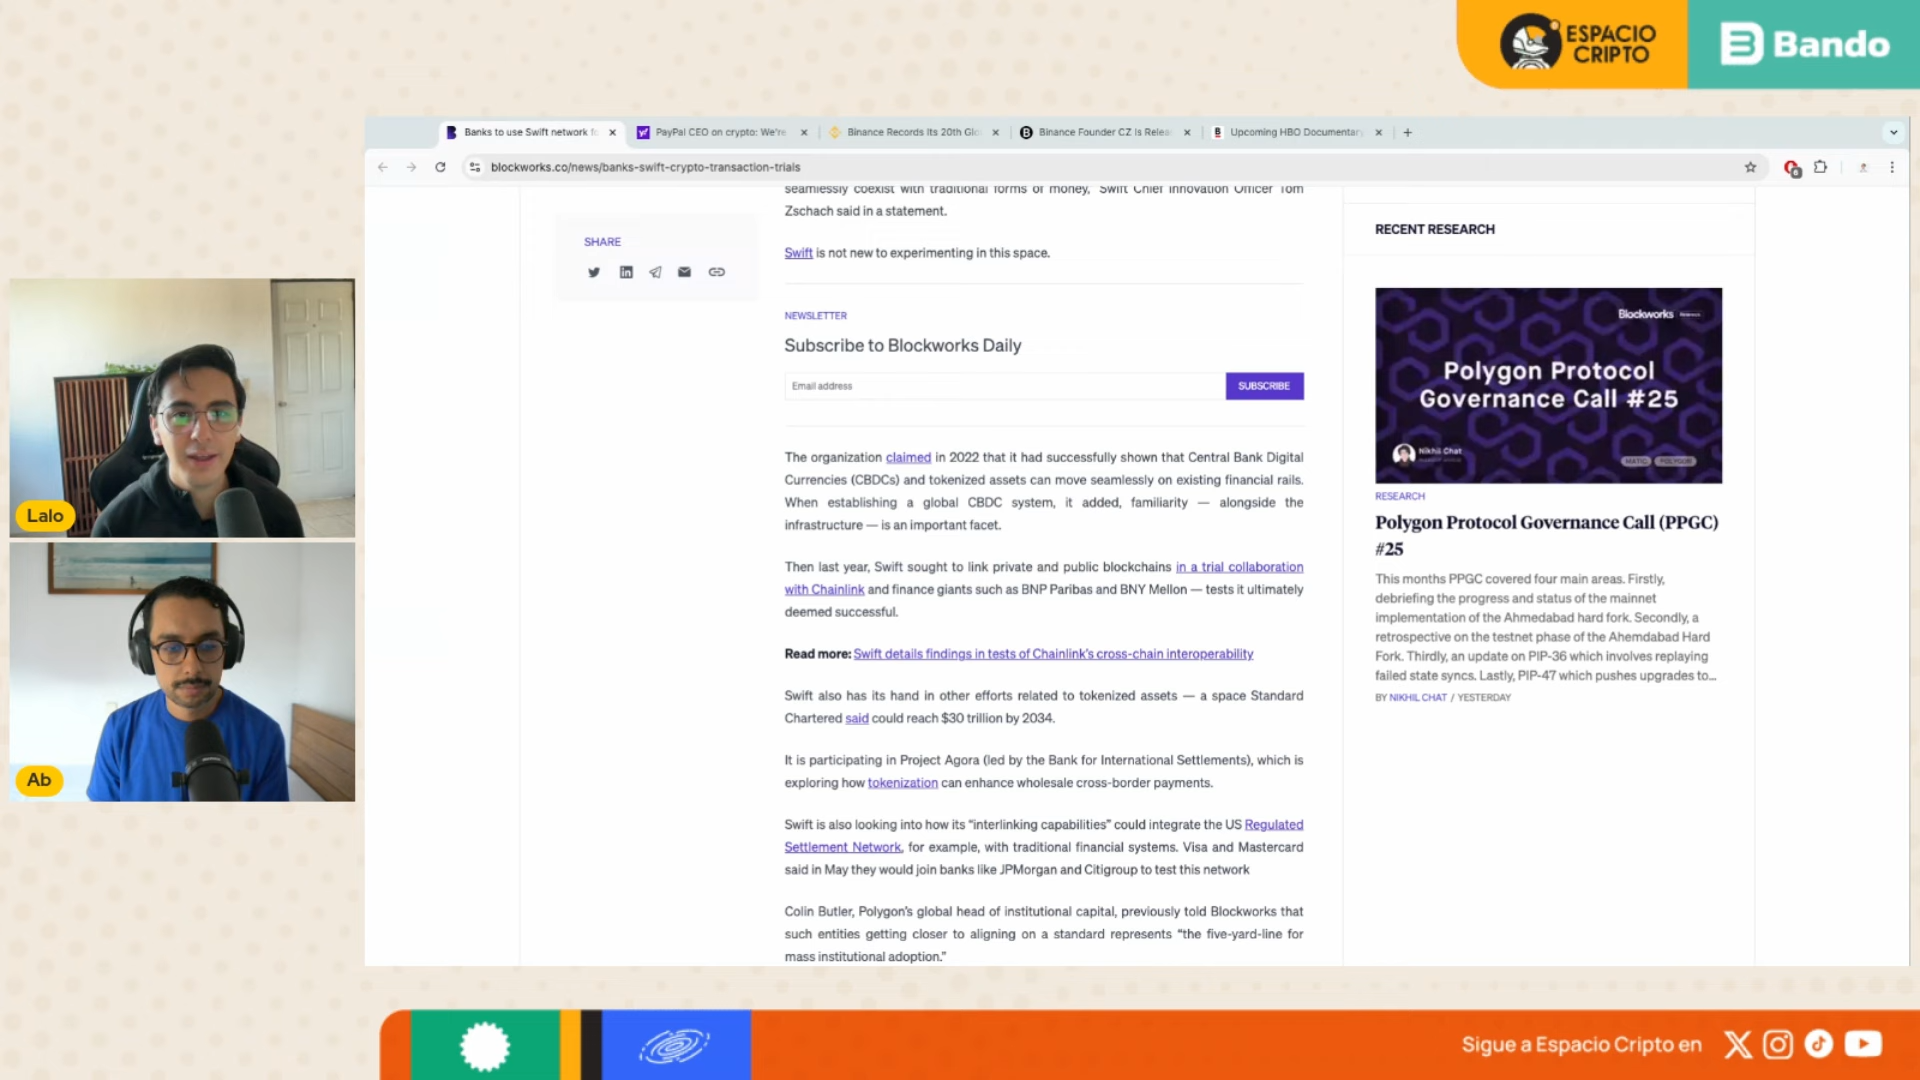 ESPACIO
CRIPTO
Bando
Banks to use Swift network fo
PayPal CEO on crypto: We're
Binance Records Its 20th Glo
Binance Founder CZ Is Relea
Upcoming HBO Documentary
blockworks.co/news/banks-swift-crypto-transaction-trials
seamlessly coexist with traditional forms of money," Swift Chief Innovation Officer Tom
Zschach said in a statement.
SHARE
Swift is not new to experimenting in this space.
NEWSLETTER
Subscribe to Blockworks Daily
Email address
SUBSCRIBE
The organization claimed in 2022 that it had successfully shown that Central Bank Digital
Currencies (CBDCs) and tokenized assets can move seamlessly on existing financial rails.
When establishing a global CBDC system, it added, familiarity — alongside the
infrastructure — is an important facet.
Then last year, Swift sought to link private and public blockchains in a trial collaboration
with Chainlink and finance giants such as BNP Paribas and BNY Mellon — tests it ultimately
deemed successful.
Read more: Swift details findings in tests of Chainlink's cross-chain interoperability
Swift also has its hand in other efforts related to tokenized assets — a space Standard
Chartered said could reach $30 trillion by 2034.
It is participating in Project Agora (led by the Bank for International Settlements), which is
exploring how tokenization can enhance wholesale cross-border payments.
Swift is also looking into how its “interlinking capabilities” could integrate the US Regulated
Settlement Network, for example, with traditional financial systems. Visa and Mastercard
said in May they would join banks like JPMorgan and Citigroup to test this network
Colin Butler, Polygon's global head of institutional capital, previously told Blockworks that
such entities getting closer to aligning on a standard represents “the five-yard-line for
mass institutional adoption.”
RECENT RESEARCH
Blockworks
Polygon Protocol
Governance Call #25
Nikhil Chat
MATIC
POLYGON
RESEARCH
Polygon Protocol Governance Call (PPGC)
#25
This months PPGC covered four main areas. Firstly,
debriefing the progress and status of the mainnet
implementation of the Ahmedabad hard fork. Secondly, a
retrospective on the testnet phase of the Ahemdabad Hard
Fork. Thirdly, an update on PIP-36 which involves replaying
failed state syncs. Lastly, PIP-47 which pushes upgrades to...
BY NIKHIL CHAT / YESTERDAY
Lalo
Ab
Sigue a Espacio Cripto en